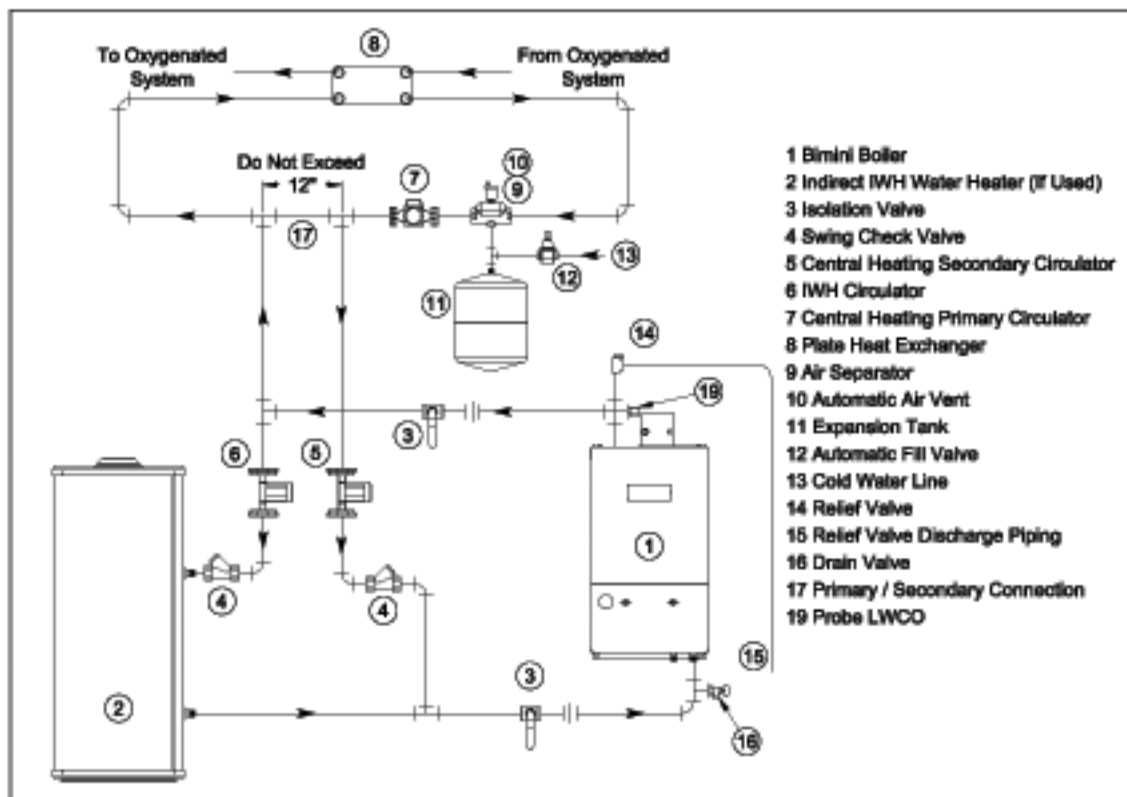 8
To Oxygenated
System
From Oxygenated
System
Do Not Exceed
12"
7
10
9
17
13
12
11
14
19
3
6
5
1
4
4
15
3
2
16
1 Bimini Boiler
2 Indirect IWH Water Heater (If Used)
3 Isolation Valve
4 Swing Check Valve
5 Central Heating Secondary Circulator
6 IWH Circulator
7 Central Heating Primary Circulator
8 Plate Heat Exchanger
9 Air Separator
10 Automatic Air Vent
11 Expansion Tank
12 Automatic Fill Valve
13 Cold Water Line
14 Relief Valve
15 Relief Valve Discharge Piping
16 Drain Valve
17 Primary / Secondary Connection
19 Probe LWCO